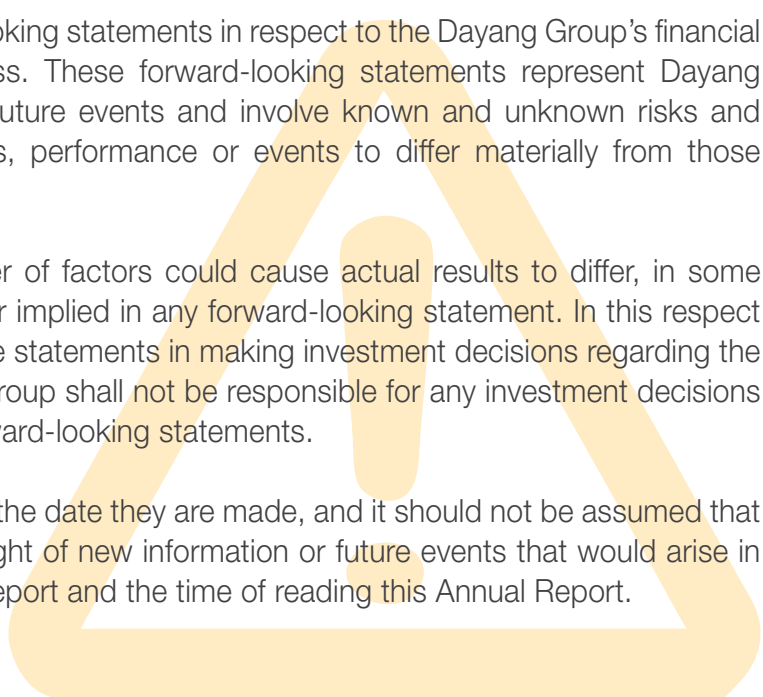 oking statements in respect to the Dayang Group's financial
ss. These forward-looking statements represent Dayang
uture events and involve known and unknown risks and
s, performance or events to differ materially from those
er of factors could cause actual results to differ, in some
r implied in any forward-looking statement. In this respect
e statements in making investment decisions regarding the
roup shall not be responsible for any investment decisions
ward-looking statements.
the date they are made, and it should not be assumed that
ght of new information or future events that would arise in
eport and the time of reading this Annual Report.